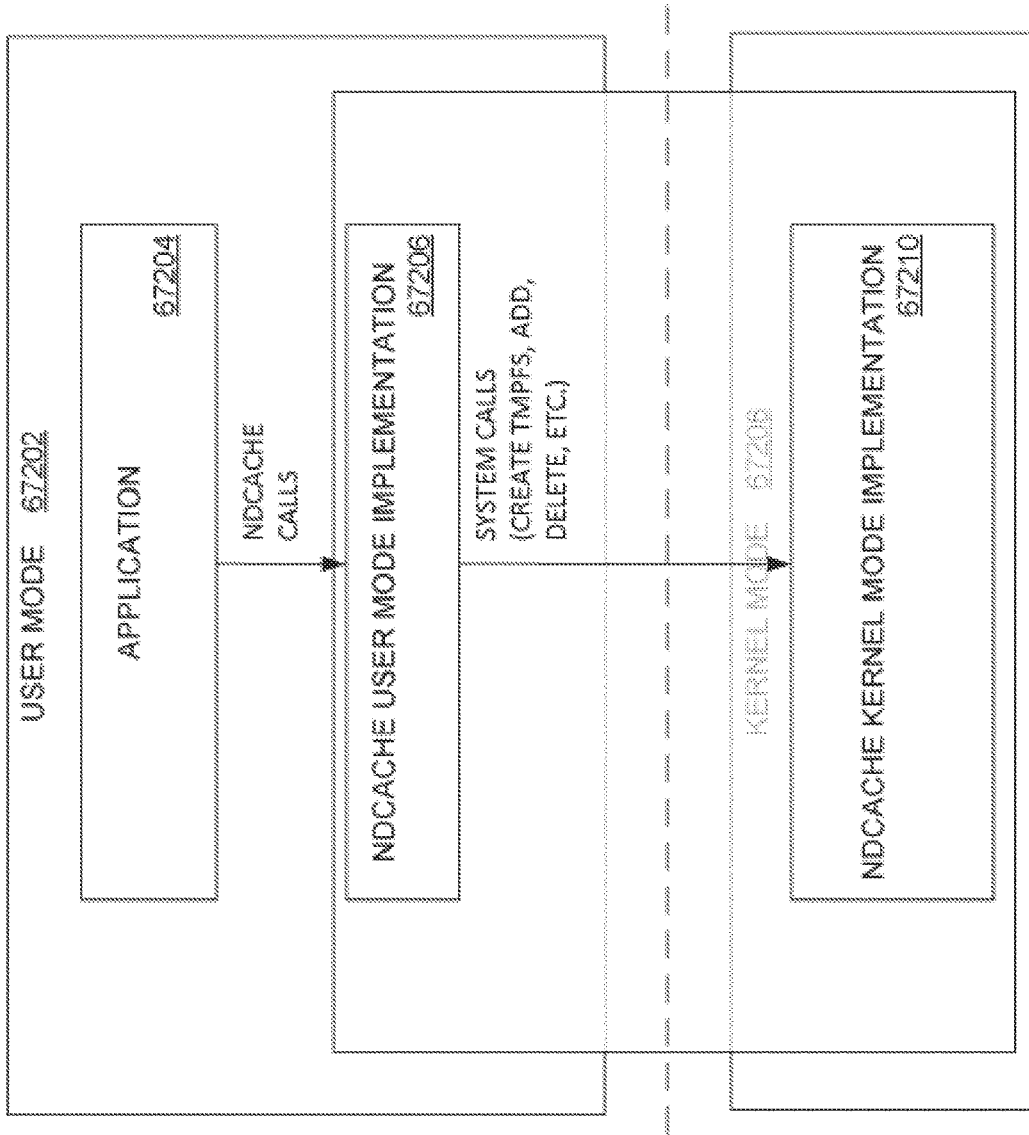 USER MODE 67202
APPLICATION
67204
NDCACHE
CALLS
NDCACHE USER MODE IMPLEMENTATION
67206
SYSTEM CALLS
(CREATE TMPFS, ADD,
DELETE, ETC.)
KERNEL MODE 67208
NDCACHE KERNEL MODE IMPLEMENTATION
67210